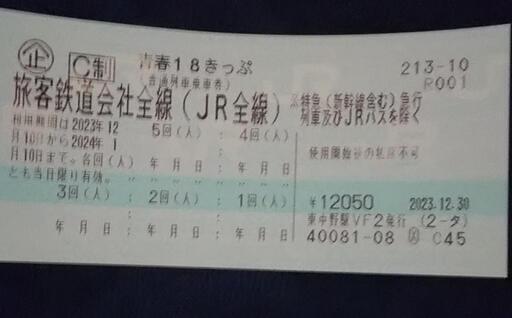 企 C制 青春18きっぷ 213-10
(普通列車乗車券) R001
旅客鉄道会社全線(JR全線) ※特急(新幹線含む)急行
列車及びJRバスを除く
利用期間は2023年12 5回(人) : 4回(人) :
月10日から2024年 1
月10日まで。各回(人) 年 月 日: 年 月 日 使用開始後の払戻不可
とも当日限り有効。 〃 〃 〃 〃 〃 〃
3回(人) : 2回(人) : 1回(人) ¥12050 2023.12.30
東中野駅VF2発行 (2-タ)
年 月 日: 年 月 日: 年 月 日 40081-08 C45